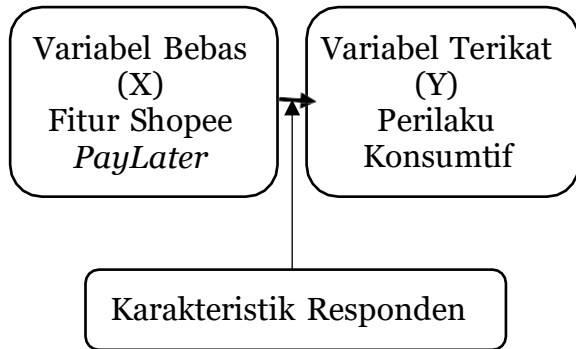 Variabel Bebas
(X)
Fitur Shopee
PayLater
Variabel Terikat
(Y)
Perilaku
Konsumtif
Karakteristik Responden